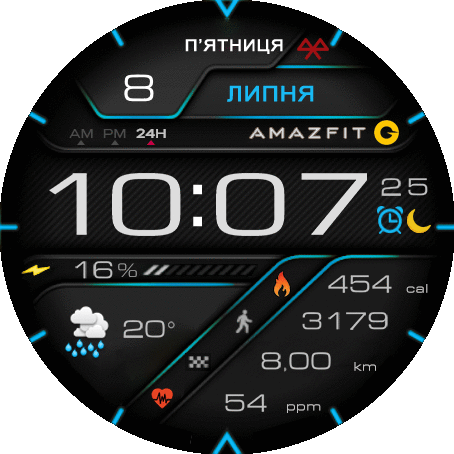 П'ЯТНИЦЯ
8 ЛИПНЯ
AM PM 24H AMAZFIT
10:07 25
16%
454 cal
20° 3179
8,00 km
54 ppm